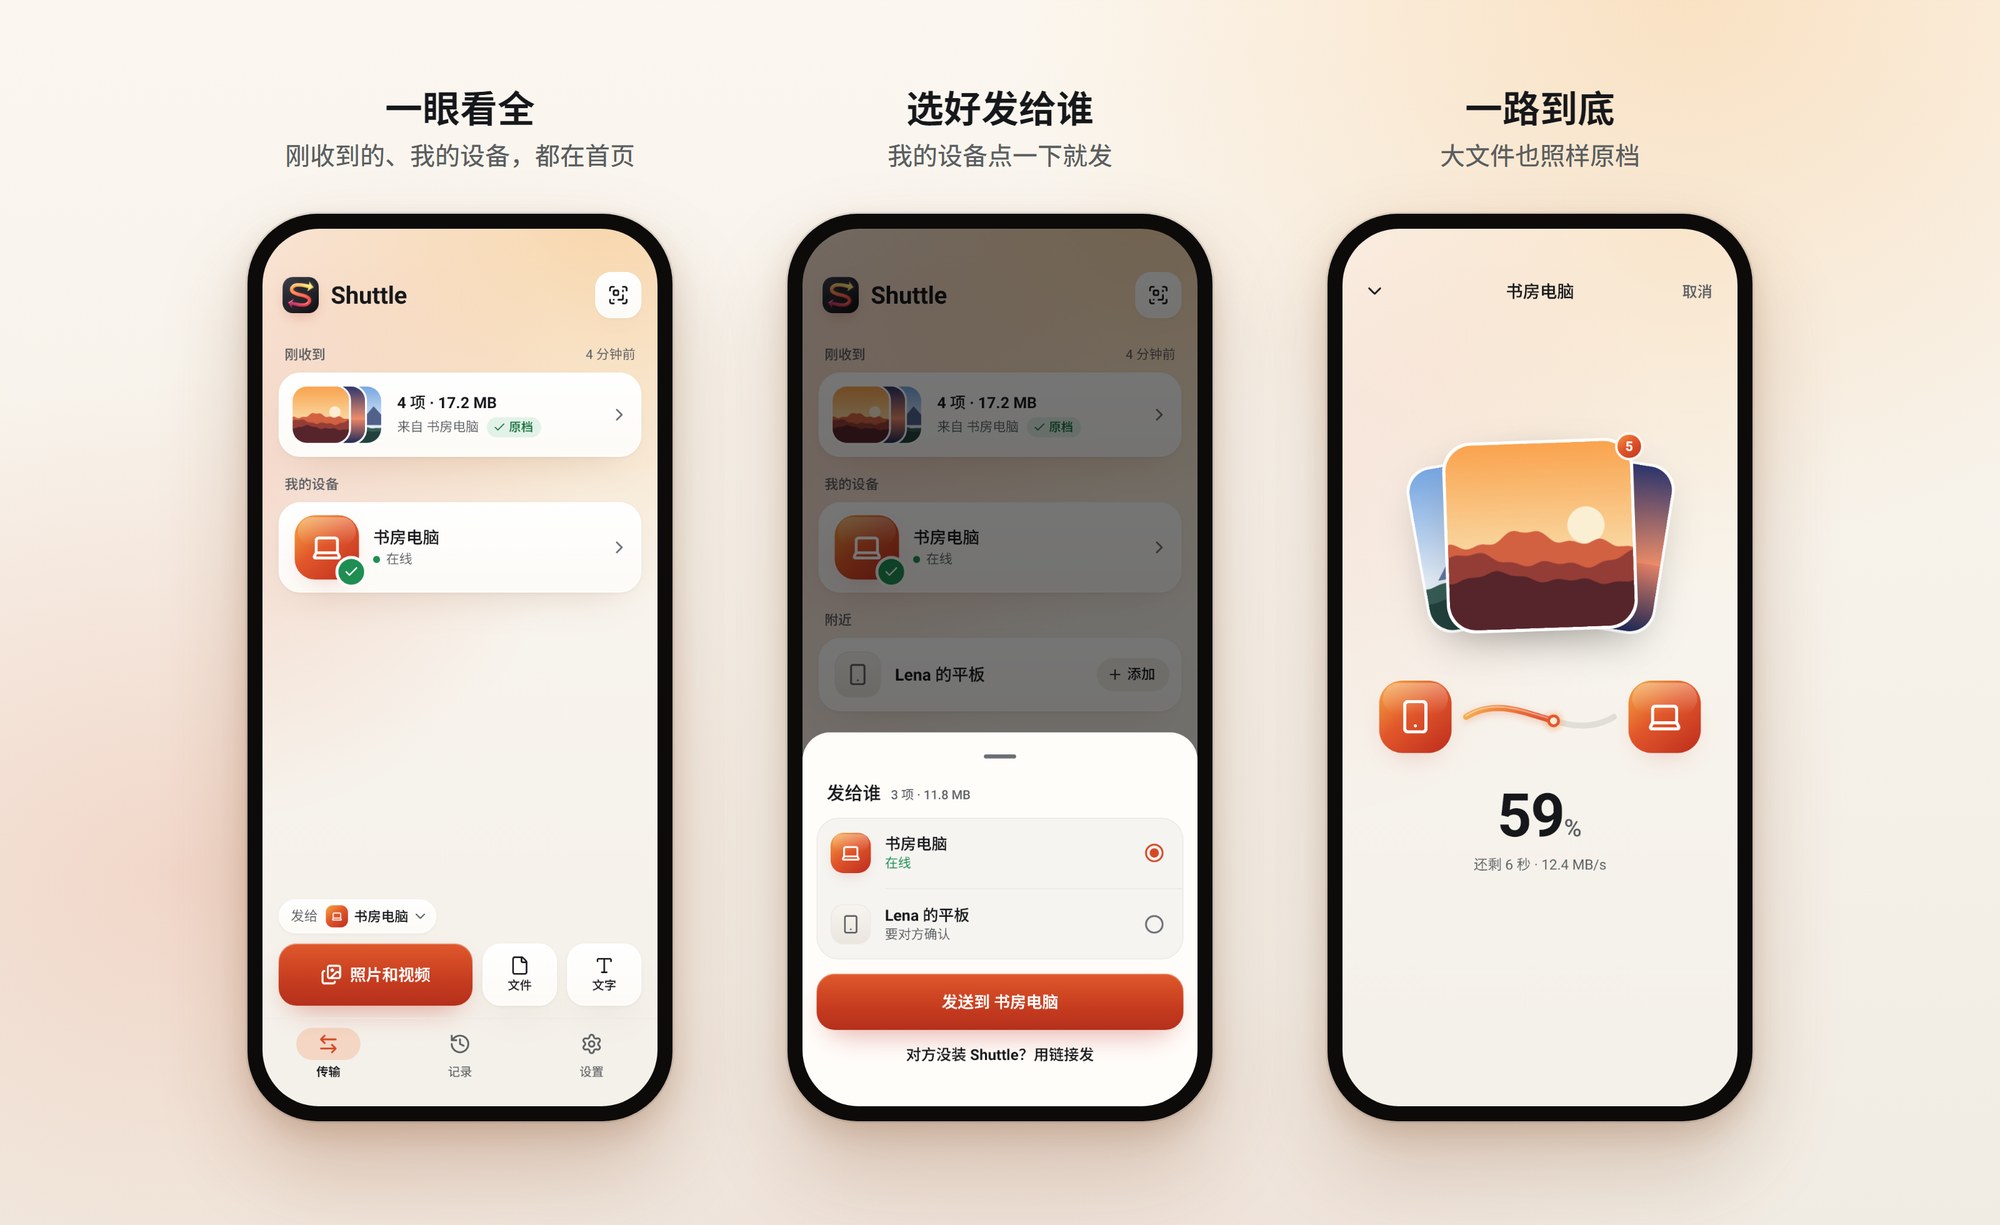 一眼看全
刚收到的、我的设备，都在首页
Shuttle
刚收到
4 分钟前
4 项 · 17.2 MB
来自 书房电脑
原档
我的设备
书房电脑
在线
发给 书房电脑
照片和视频
文件
文字
传输
记录
设置
选好发给谁
我的设备点一下就发
Shuttle
刚收到
4 分钟前
4 项 · 17.2 MB
来自 书房电脑
原档
我的设备
书房电脑
在线
附近
Lena 的平板
+ 添加
发给谁 3 项 · 11.8 MB
书房电脑
在线
Lena 的平板
要对方确认
发送到 书房电脑
对方没装 Shuttle？用链接发
一路到底
大文件也照样原档
书房电脑
取消
5
59%
还剩 6 秒 · 12.4 MB/s